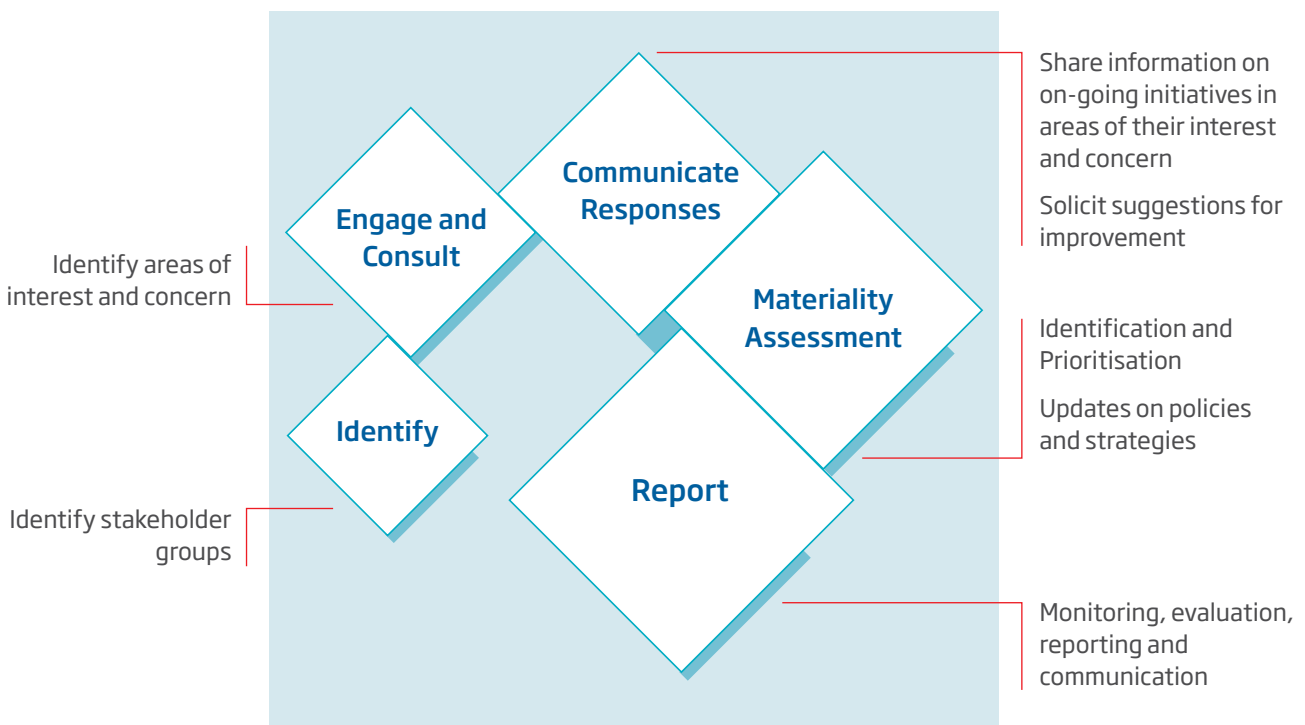 Identify stakeholder
groups
Identify
Identify areas of
interest and concern
Engage and
Consult
Communicate
Responses
Share information on
on-going initiatives in
areas of their interest
and concern
Solicit suggestions for
improvement
Materiality
Assessment
Identification and
Prioritisation
Updates on policies
and strategies
Report
Monitoring, evaluation,
reporting and
communication